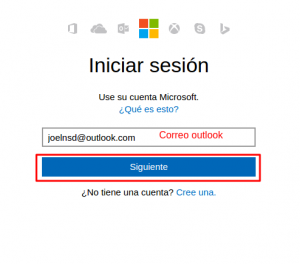 Iniciar sesión
Use su cuenta Microsoft.
¿Qué es esto?
joelnsd@outlook.com Correo outlook
Siguiente
¿No tiene una cuenta? Cree una.